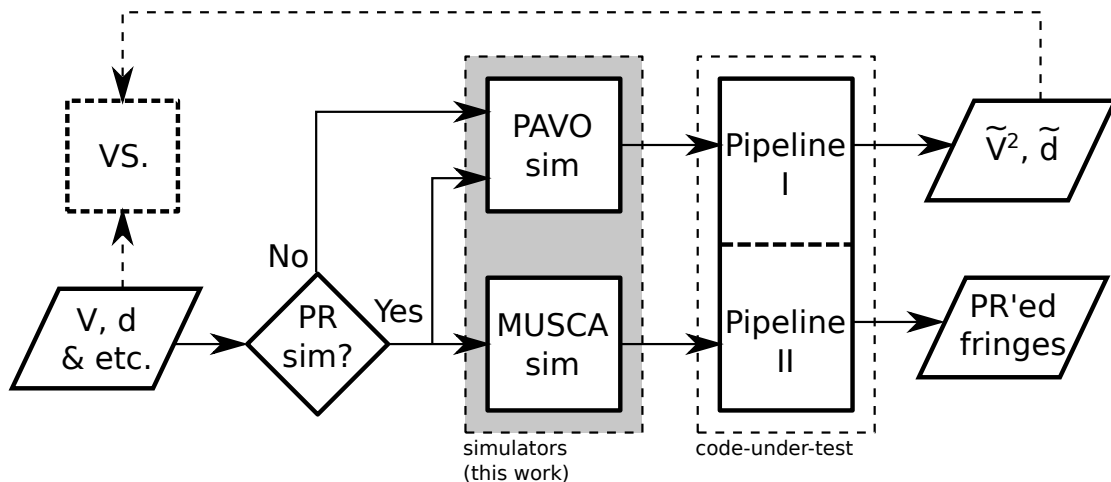 VS.
V, d
& etc.
No
PR
sim?
Yes
PAVO
sim
MUSCA
sim
simulators
(this work)
Pipeline
I
Pipeline
II
code-under-test
Ṽ², d̃
PR'ed
fringes